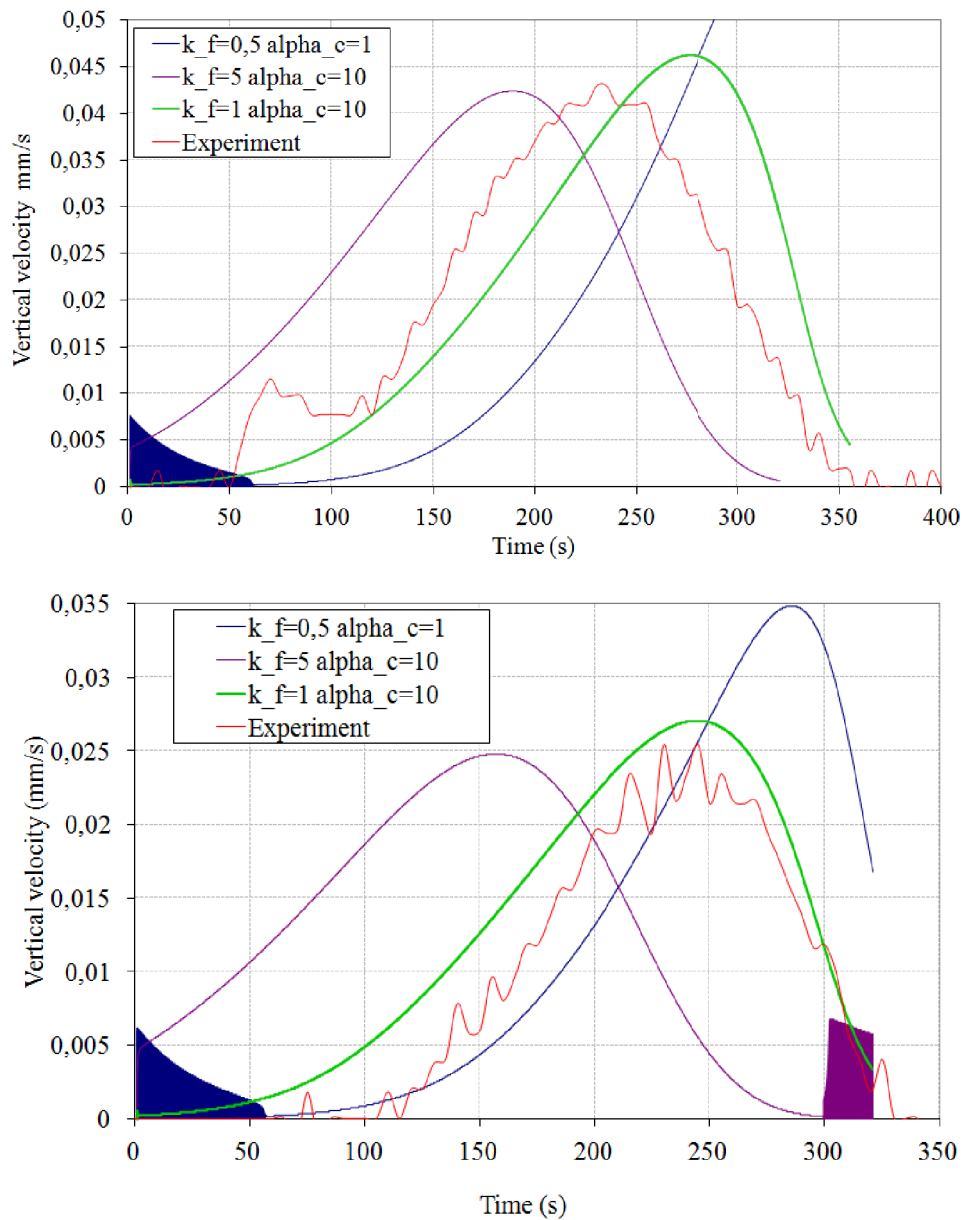 0,05
0,045
0,04
0,035
0,03
0,025
0,02
0,015
0,01
0,005
0
Vertical velocity mm/s
k_f=0,5 alpha_c=1
k_f=5 alpha_c=10
k_f=1 alpha_c=10
Experiment
0 50 100 150 200 250 300 350 400
Time (s)
0,035
0,03
0,025
0,02
0,015
0,01
0,005
0
Vertical velocity (mm/s)
k_f=0,5 alpha_c=1
k_f=5 alpha_c=10
k_f=1 alpha_c=10
Experiment
0 50 100 150 200 250 300 350
Time (s)